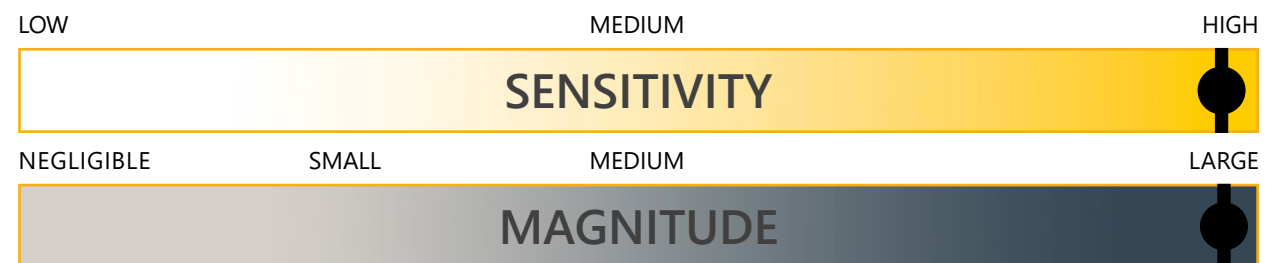 LOW MEDIUM HIGH
SENSITIVITY
NEGLIGIBLE SMALL MEDIUM LARGE
MAGNITUDE